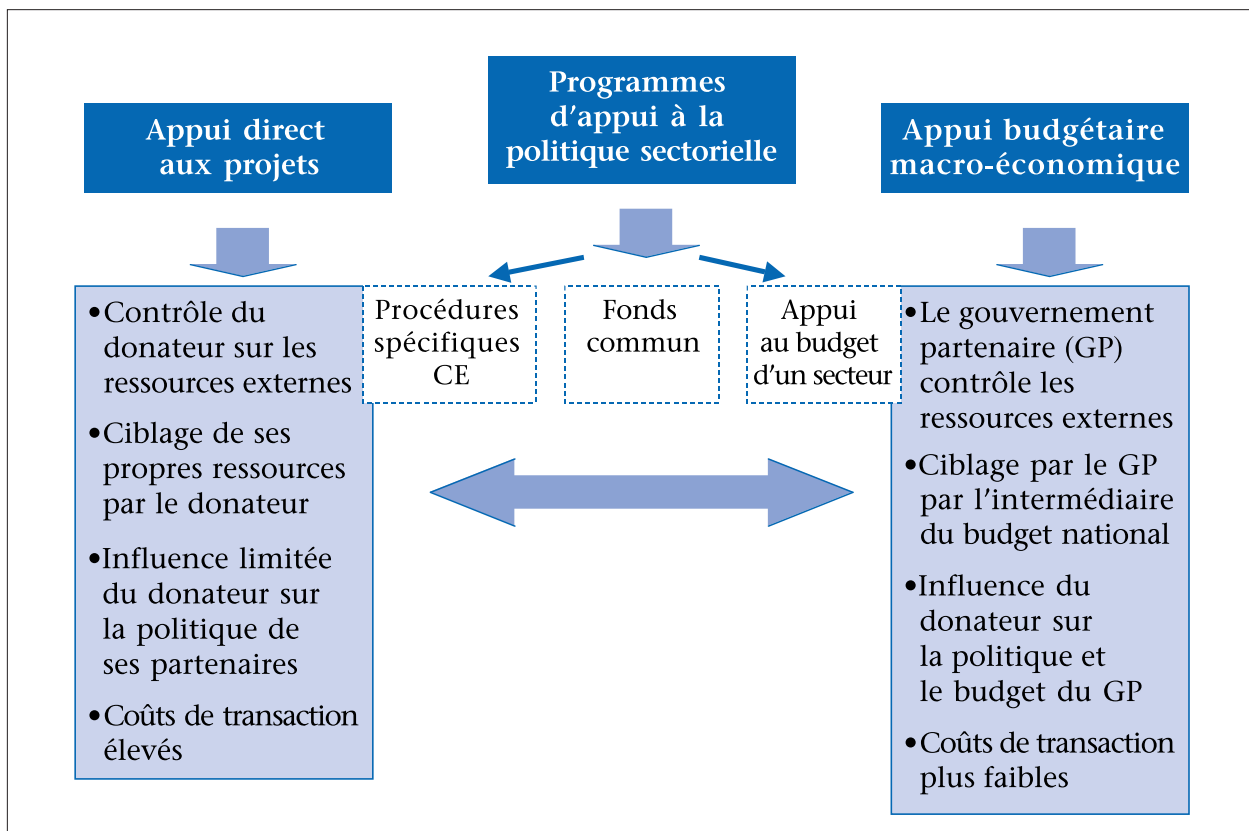 Appui direct
aux projets
Programmes
d'appui à la
politique sectorielle
Appui budgétaire
macro-économique
•Contrôle du
donateur sur les
ressources externes
•Ciblage de ses
propres ressources
par le donateur
•Influence limitée
du donateur sur
la politique de
ses partenaires
•Coûts de transaction
élevés
Procédures
spécifiques
CE
Fonds
commun
Appui
au budget
d'un secteur
•Le gouvernement
partenaire (GP)
contrôle les
ressources externes
•Ciblage par le GP
par l'intermédiaire
du budget national
•Influence du
donateur sur
la politique et
le budget du GP
•Coûts de transaction
plus faibles